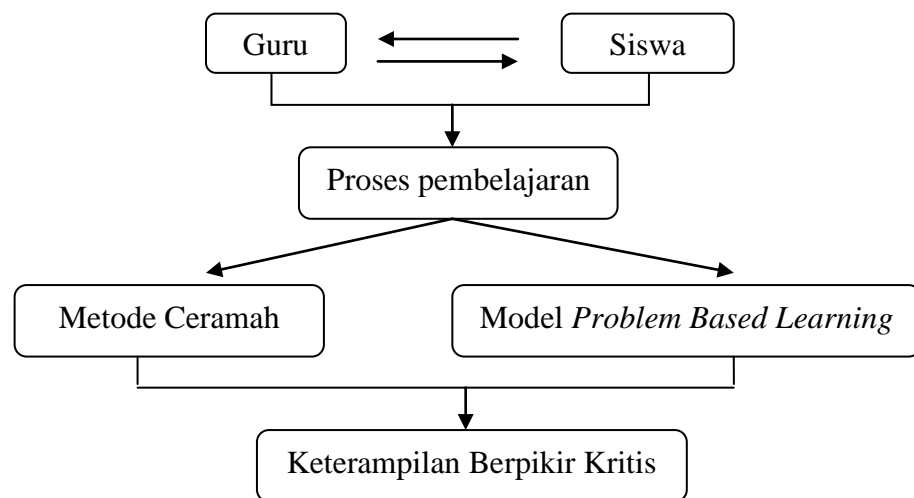 Guru
Siswa
Proses pembelajaran
Metode Ceramah
Model Problem Based Learning
Keterampilan Berpikir Kritis